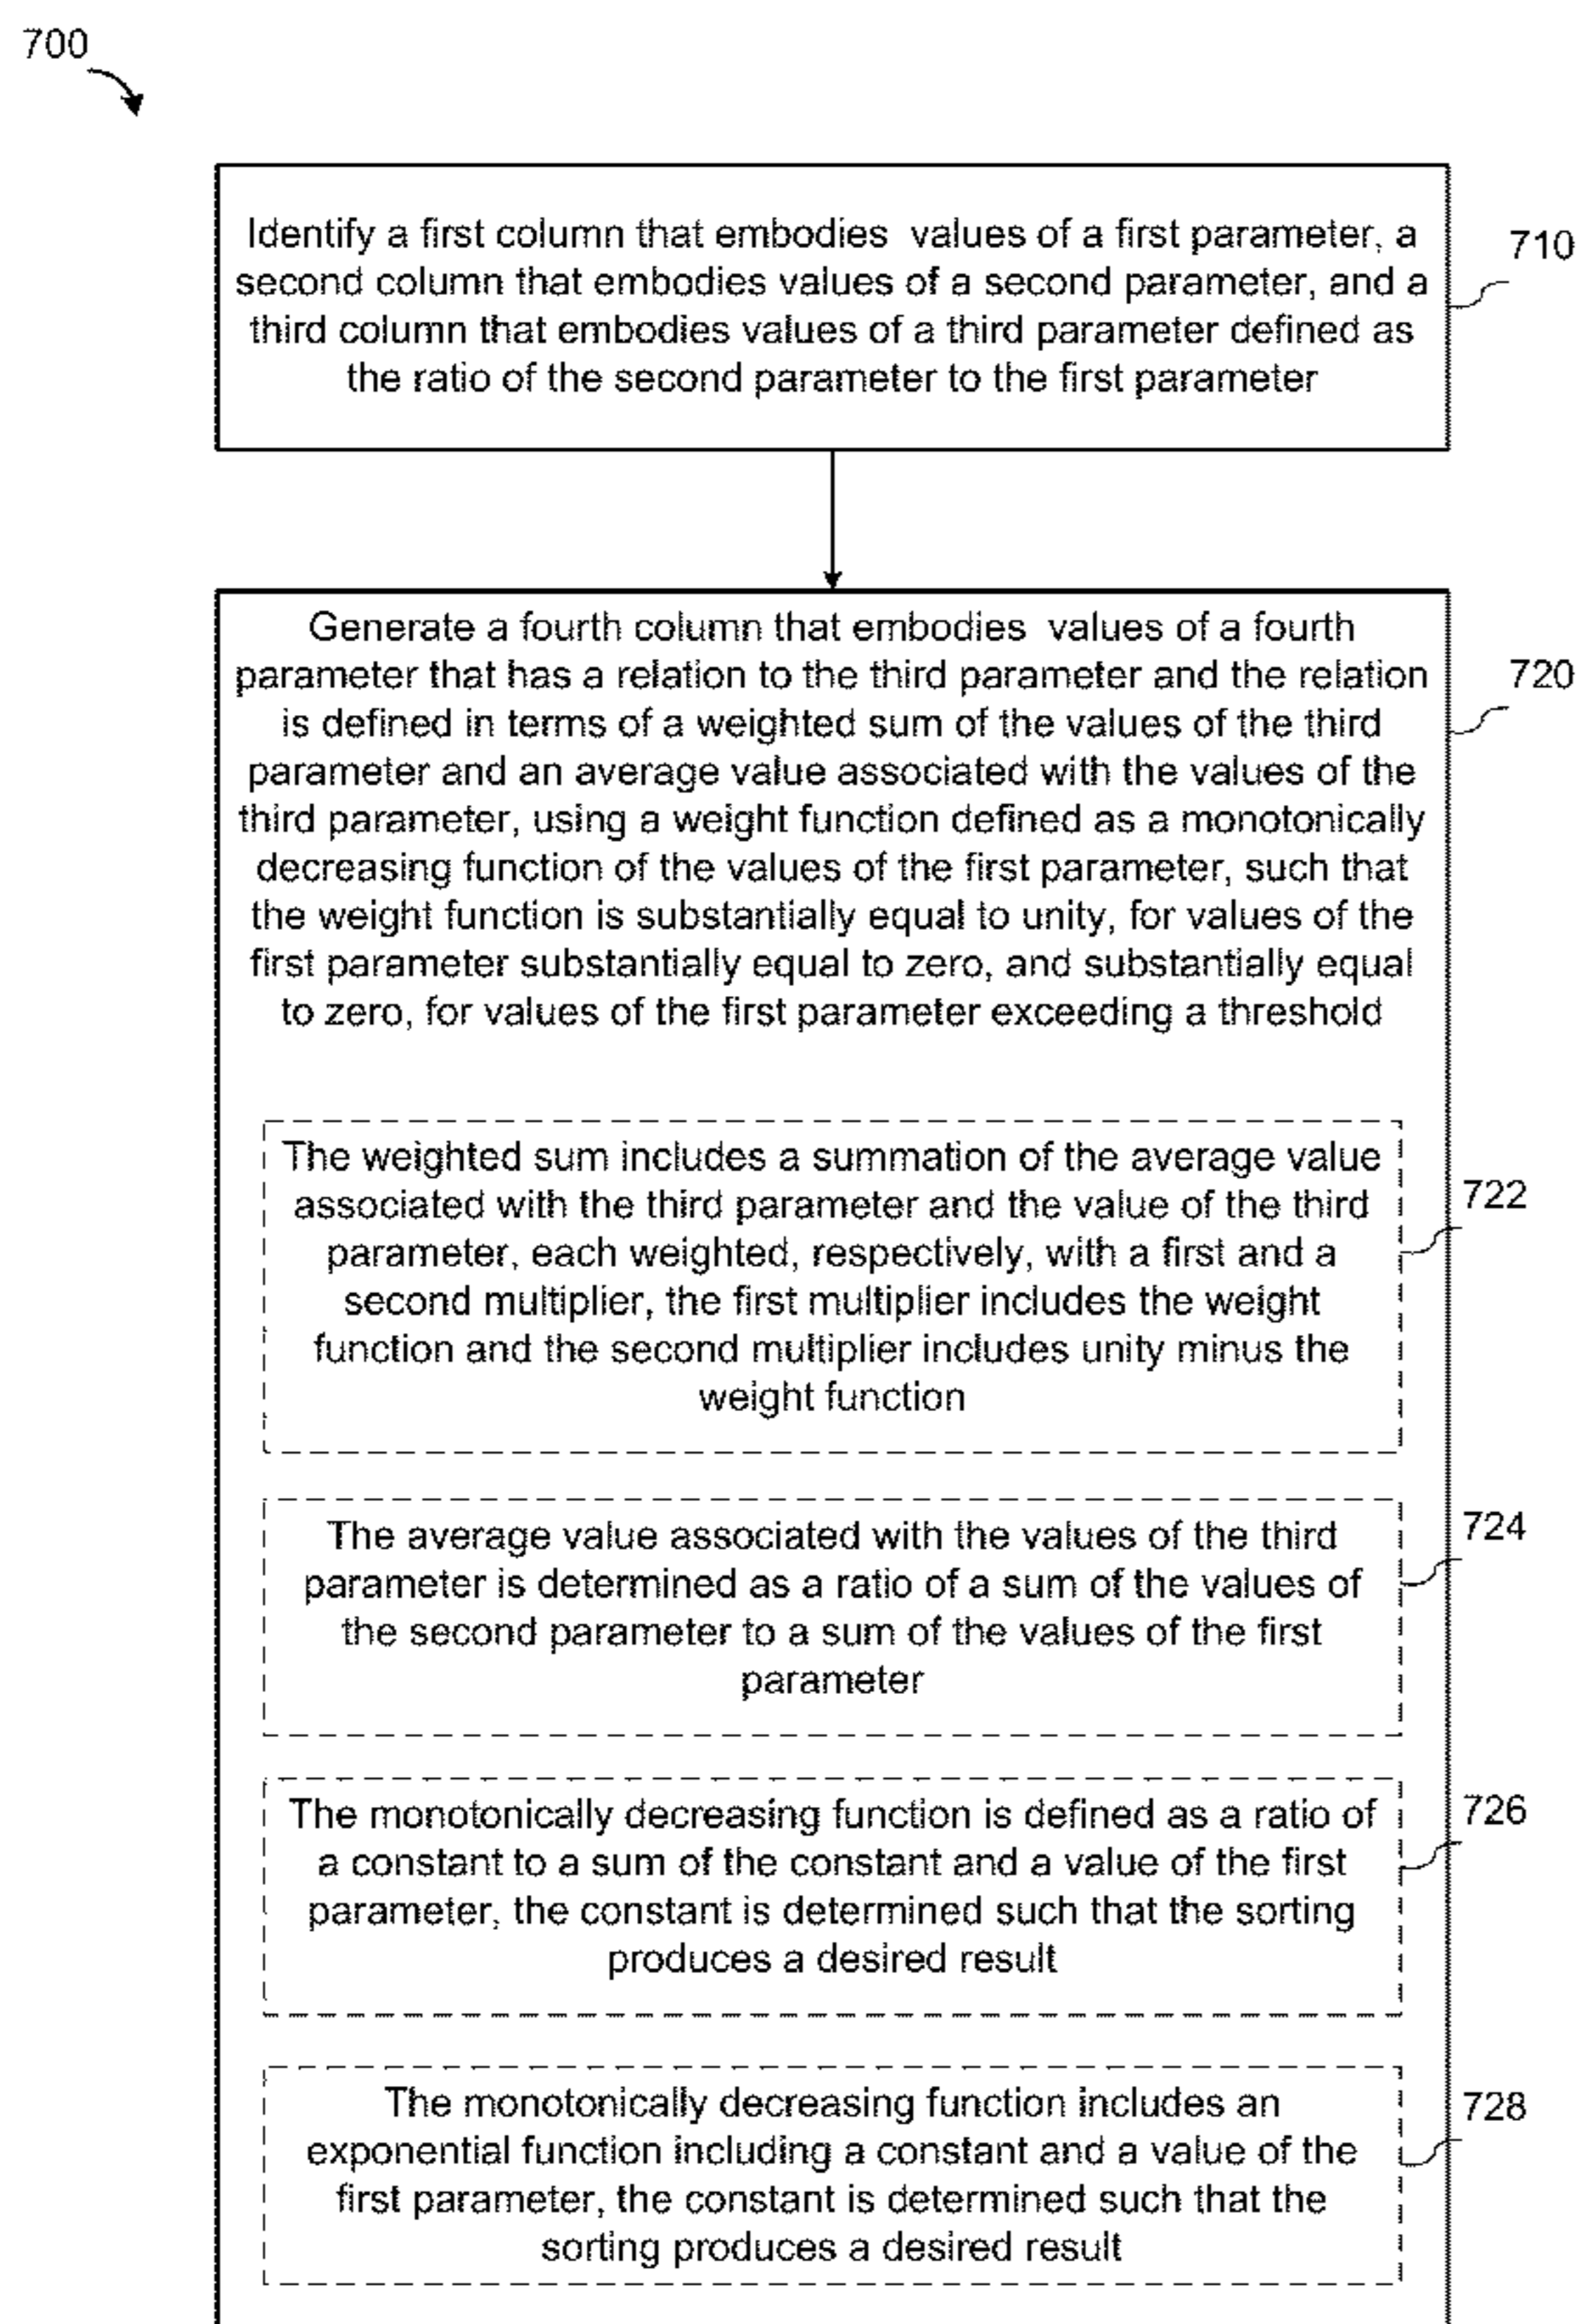 700
Identify a first column that embodies values of a first parameter, a
second column that embodies values of a second parameter, and a
third column that embodies values of a third parameter defined as
the ratio of the second parameter to the first parameter
710
Generate a fourth column that embodies values of a fourth
parameter that has a relation to the third parameter and the relation
is defined in terms of a weighted sum of the values of the third
parameter and an average value associated with the values of the
third parameter, using a weight function defined as a monotonically
decreasing function of the values of the first parameter, such that
the weight function is substantially equal to unity, for values of the
first parameter substantially equal to zero, and substantially equal
to zero, for values of the first parameter exceeding a threshold
720
The weighted sum includes a summation of the average value
associated with the third parameter and the value of the third
parameter, each weighted, respectively, with a first and a
second multiplier, the first multiplier includes the weight
function and the second multiplier includes unity minus the
weight function
722
The average value associated with the values of the third
parameter is determined as a ratio of a sum of the values of
the second parameter to a sum of the values of the first
parameter
724
The monotonically decreasing function is defined as a ratio of
a constant to a sum of the constant and a value of the first
parameter, the constant is determined such that the sorting
produces a desired result
726
The monotonically decreasing function includes an
exponential function including a constant and a value of the
first parameter, the constant is determined such that the
sorting produces a desired result
728